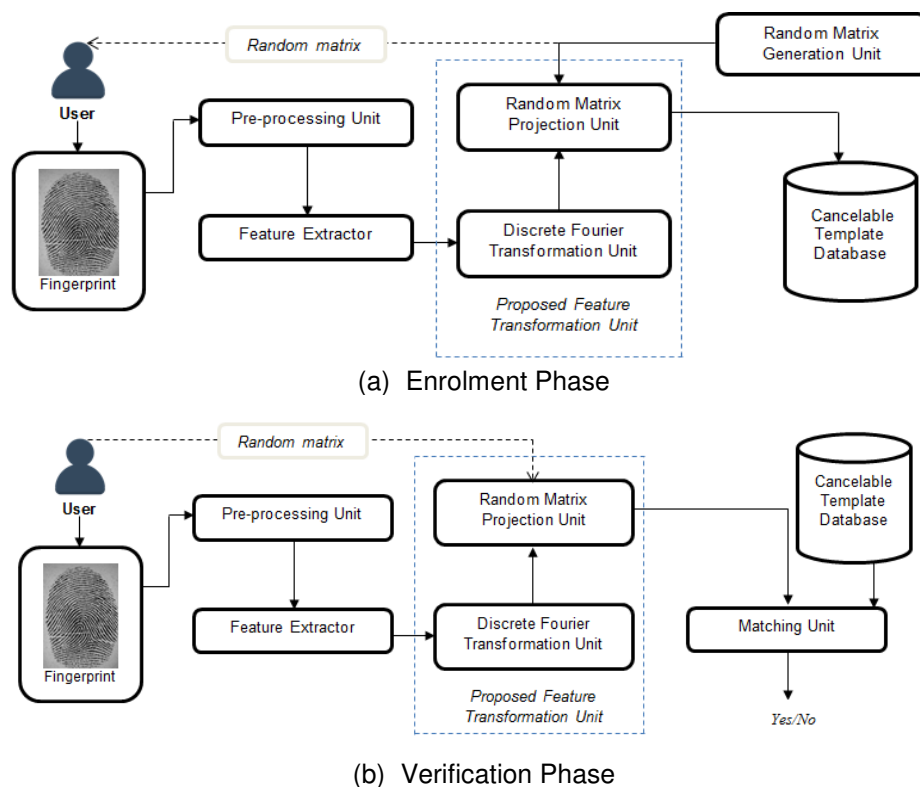 Random matrix
Random Matrix
Generation Unit
User
Pre-processing Unit
Random Matrix
Projection Unit
Feature Extractor
Discrete Fourier
Transformation Unit
Cancelable
Template
Database
Fingerprint
Proposed Feature
Transformation Unit
(a) Enrolment Phase
Random matrix
User
Pre-processing Unit
Random Matrix
Projection Unit
Cancelable
Template
Database
Feature Extractor
Discrete Fourier
Transformation Unit
Matching Unit
Fingerprint
Proposed Feature
Transformation Unit
Yes/No
(b) Verification Phase